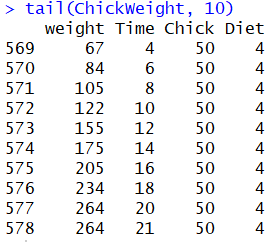 > tail(ChickWeight, 10)
weight Time Chick Diet
569 67 4 50 4
570 84 6 50 4
571 105 8 50 4
572 122 10 50 4
573 155 12 50 4
574 175 14 50 4
575 205 16 50 4
576 234 18 50 4
577 264 20 50 4
578 264 21 50 4